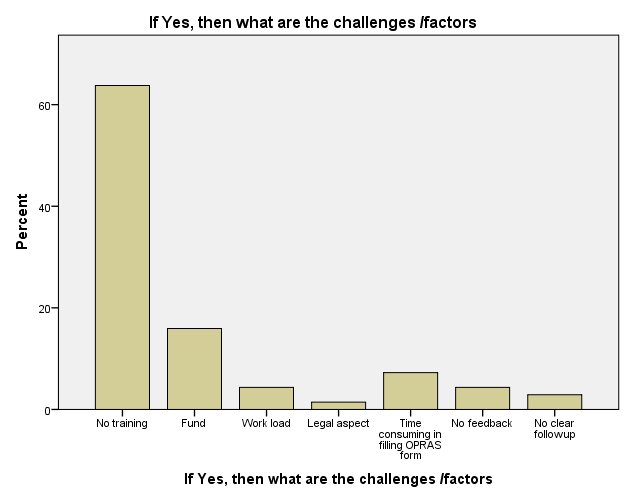 If Yes, then what are the challenges /factors
Percent
60
40
20
0
No training
Fund
Work load
Legal aspect
Time
consuming in
filling OPRAS
form
No feedback
No clear
followup
If Yes, then what are the challenges /factors